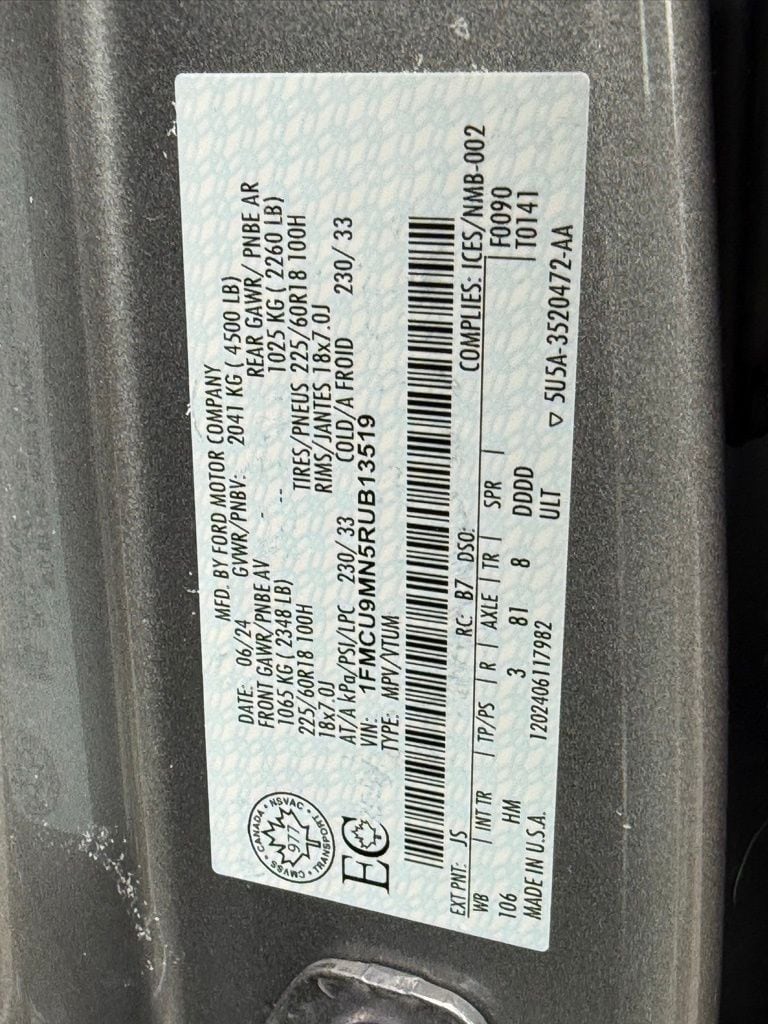 MFD. BY FORD MOTOR COMPANY
DATE: 06/24 GVWR/PNBV: 2041 KG ( 4500 LB)
FRONT GAWR/PNBE AV REAR GAWR/ PNBE AR
1065 KG ( 2348 LB) -- 1025 KG ( 2260 LB)
225/60R18 100H TIRES/PNEUS 225/60R18 100H
18x7.0J RIMS/JANTES 18x7.0J
AT/A kPa/PSI/LPC 230/ 33 COLD/A FROID 230/ 33
VIN: 1FMCU9MN5RUB13519
TYPE: MPV/VTUM
CANADA • NSVAC • TRANSPORT • CMVSS •
977
T
EC
EXT PNT: JS RC: B7 DSO: COMPLIES: ICES/NMB-002
WB | INT TR | TP/PS | R | AXLE | TR | SPR | F0090
106 HM 3 81 8 DDDD T0141
ULT
MADE IN U.S.A. 1202406117982 ▽ 5U5A-3520472-AA